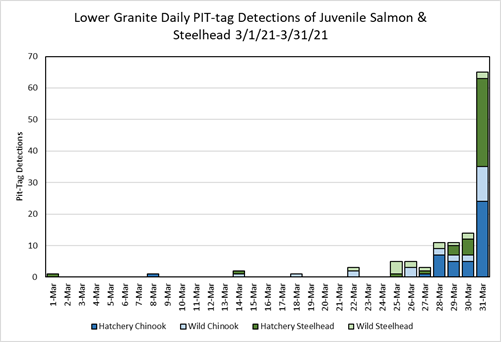 Lower Granite Daily PIT-tag Detections of Juvenile Salmon &
Steelhead 3/1/21-3/31/21
Pit-Tag Detections
70
60
50
40
30
20
10
0
1-Mar
2-Mar
3-Mar
4-Mar
5-Mar
6-Mar
7-Mar
8-Mar
9-Mar
10-Mar
11-Mar
12-Mar
13-Mar
14-Mar
15-Mar
16-Mar
17-Mar
18-Mar
19-Mar
20-Mar
21-Mar
22-Mar
23-Mar
24-Mar
25-Mar
26-Mar
27-Mar
28-Mar
29-Mar
30-Mar
31-Mar
Hatchery Chinook Wild Chinook Hatchery Steelhead Wild Steelhead